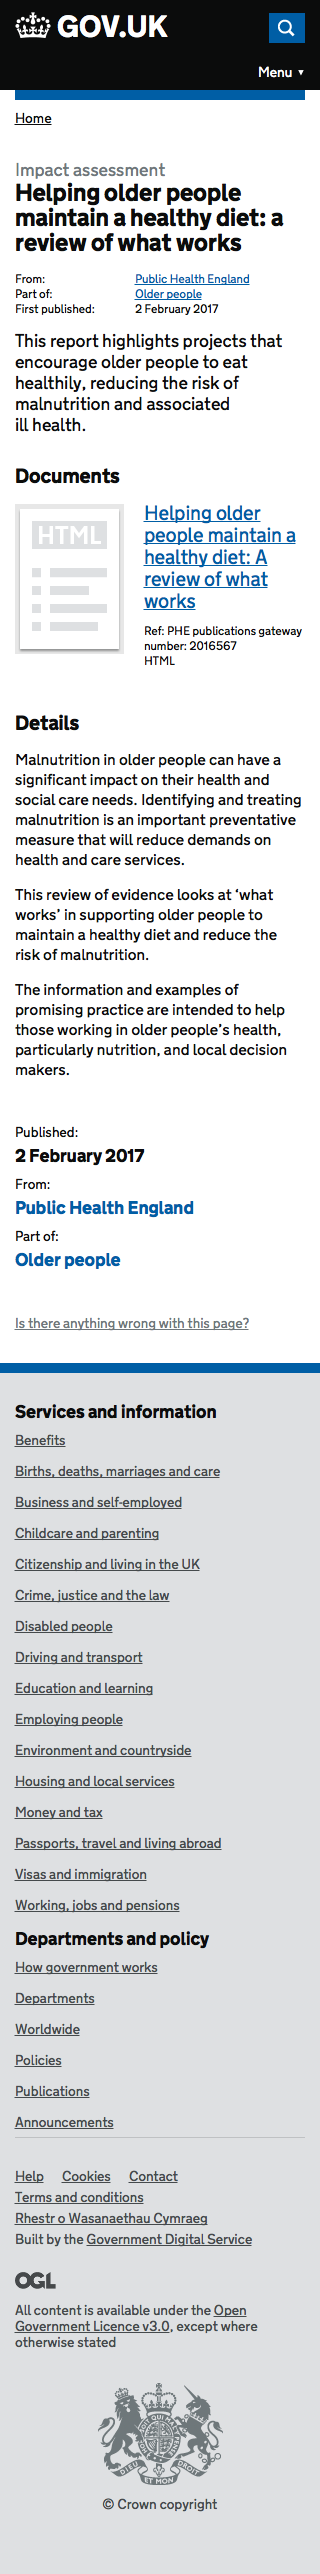 GOV.UK
Menu ▼
Home
Impact assessment
Helping older people
maintain a healthy diet: a
review of what works
From: Public Health England
Part of: Older people
First published: 2 February 2017
This report highlights projects that
encourage older people to eat
healthily, reducing the risk of
malnutrition and associated
ill health.
Documents
HTML
Helping older
people maintain a
healthy diet: A
review of what
works
Ref: PHE publications gateway
number: 2016567
HTML
Details
Malnutrition in older people can have a
significant impact on their health and
social care needs. Identifying and treating
malnutrition is an important preventative
measure that will reduce demands on
health and care services.
This review of evidence looks at ‘what
works’ in supporting older people to
maintain a healthy diet and reduce the
risk of malnutrition.
The information and examples of
promising practice are intended to help
those working in older people’s health,
particularly nutrition, and local decision
makers.
Published:
2 February 2017
From:
Public Health England
Part of:
Older people
Is there anything wrong with this page?
Services and information
Benefits
Births, deaths, marriages and care
Business and self-employed
Childcare and parenting
Citizenship and living in the UK
Crime, justice and the law
Disabled people
Driving and transport
Education and learning
Employing people
Environment and countryside
Housing and local services
Money and tax
Passports, travel and living abroad
Visas and immigration
Working, jobs and pensions
Departments and policy
How government works
Departments
Worldwide
Policies
Publications
Announcements
Help Cookies Contact
Terms and conditions
Rhestr o Wasanaethau Cymraeg
Built by the Government Digital Service
OGL
All content is available under the Open
Government Licence v3.0, except where
otherwise stated
DIEU ET MON DROIT
© Crown copyright